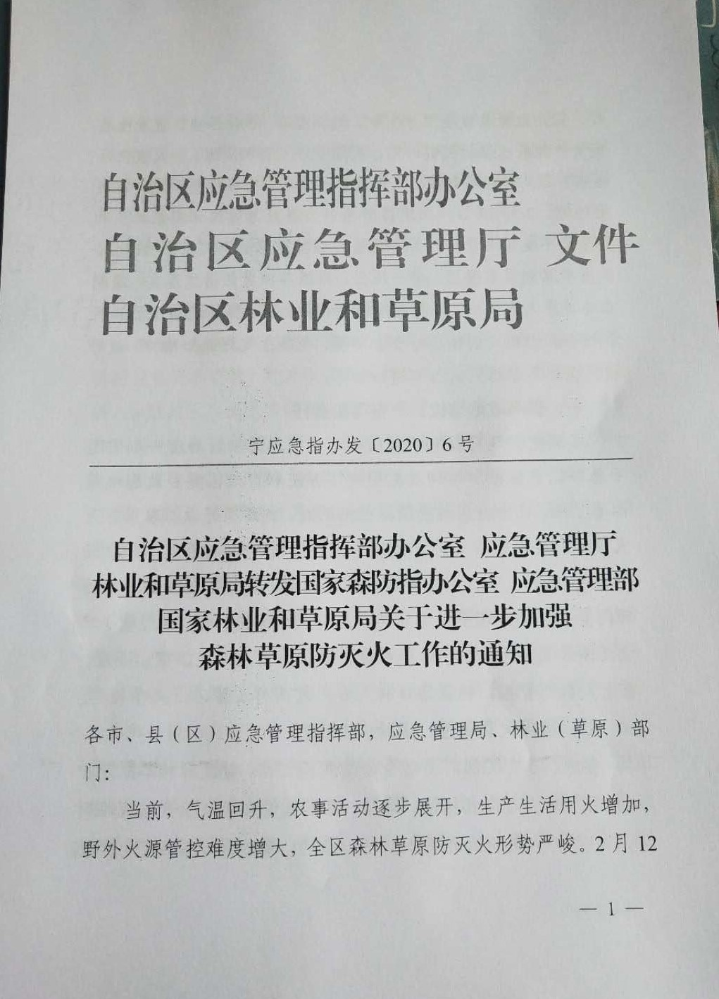 自治区应急管理指挥部办公室
自治区应急管理厅 文件
自治区林业和草原局
宁应急指办发〔2020〕6号
自治区应急管理指挥部办公室 应急管理厅
林业和草原局转发国家森防指办公室 应急管理部
国家林业和草原局关于进一步加强
森林草原防灭火工作的通知
各市、县（区）应急管理指挥部，应急管理局、林业（草原）部
门：
当前，气温回升，农事活动逐步展开，生产生活用火增加，
野外火源管控难度增大，全区森林草原防灭火形势严峻。2月12
— 1 —